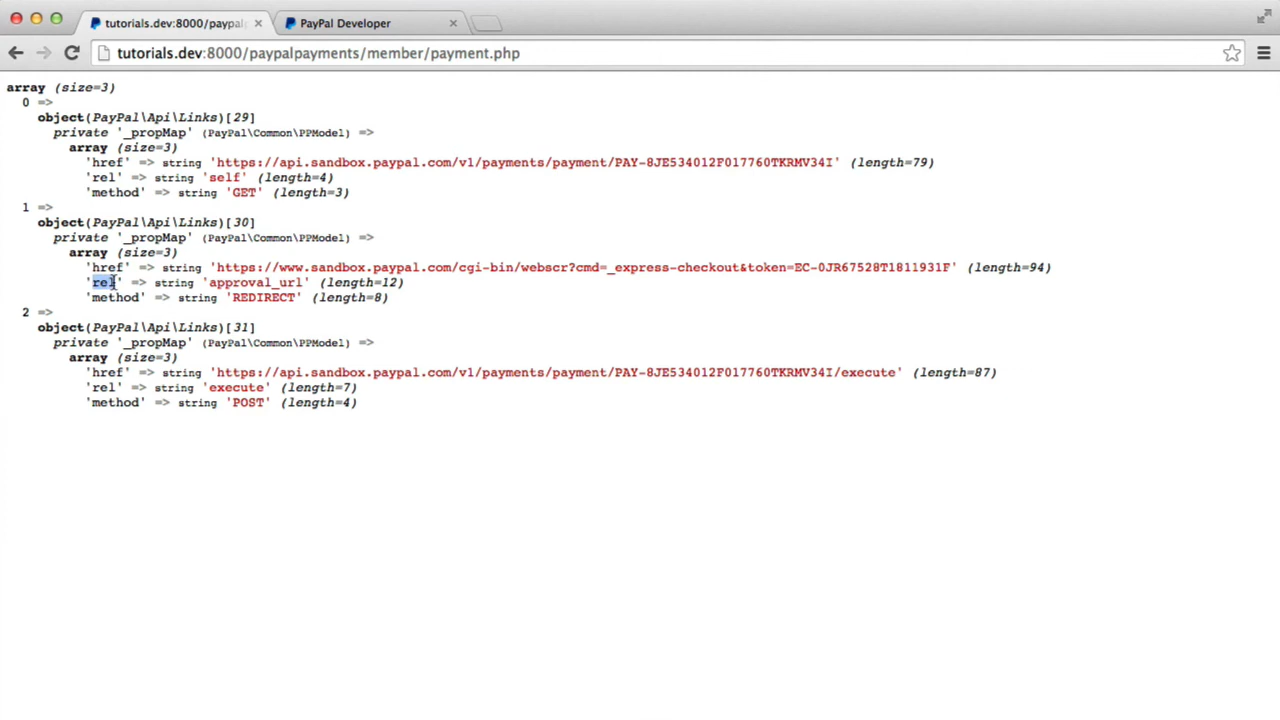 tutorials.dev:8000/paypal
PayPal Developer
tutorials.dev:8000/paypalpayments/member/payment.php
array (size=3)
0 =>
object(PayPal\Api\Links)[29]
private '_propMap' (PayPal\Common\PPModel) =>
array (size=3)
'href' => string 'https://api.sandbox.paypal.com/v1/payments/payment/PAY-8JE534012F017760TKRMV34I' (length=79)
'rel' => string 'self' (length=4)
'method' => string 'GET' (length=3)
1 =>
object(PayPal\Api\Links)[30]
private '_propMap' (PayPal\Common\PPModel) =>
array (size=3)
'href' => string 'https://www.sandbox.paypal.com/cgi-bin/webscr?cmd=_express-checkout&token=EC-0JR67528T1811931F' (length=94)
'rel' => string 'approval_url' (length=12)
'method' => string 'REDIRECT' (length=8)
2 =>
object(PayPal\Api\Links)[31]
private '_propMap' (PayPal\Common\PPModel) =>
array (size=3)
'href' => string 'https://api.sandbox.paypal.com/v1/payments/payment/PAY-8JE534012F017760TKRMV34I/execute' (length=87)
'rel' => string 'execute' (length=7)
'method' => string 'POST' (length=4)